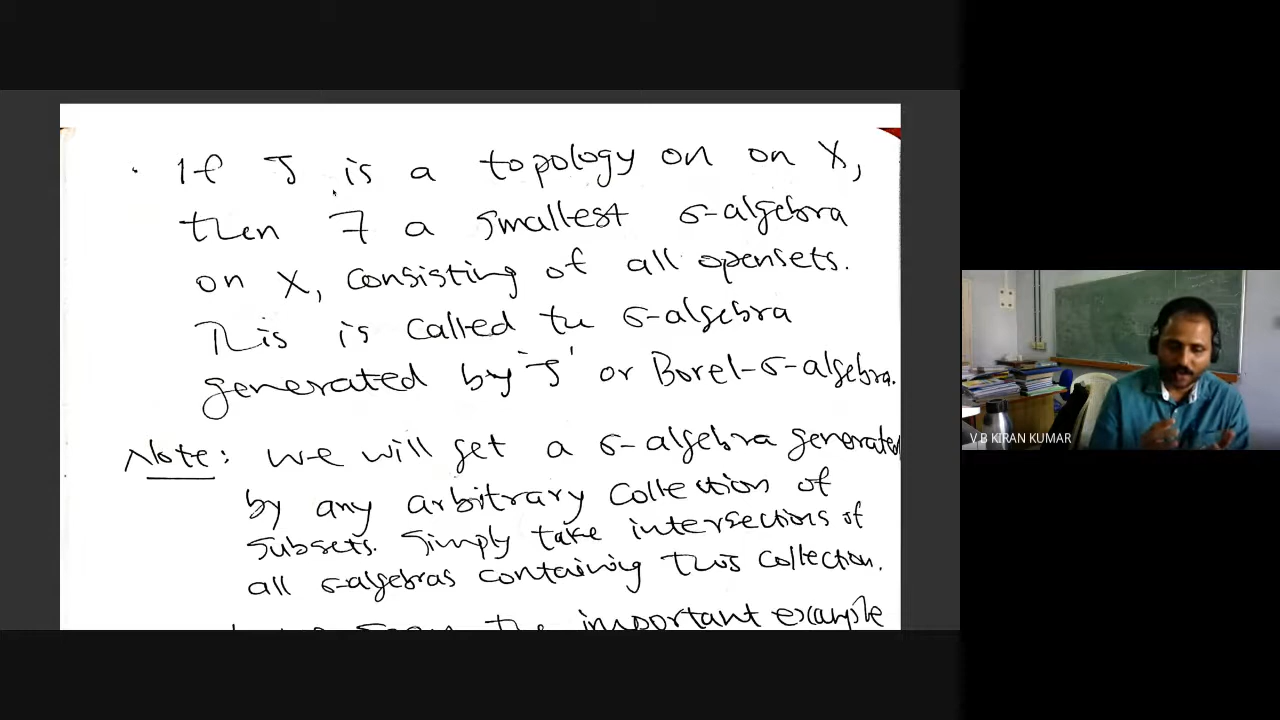 · If J is a topology on on X,
then ∃ a smallest σ-algebra
on X, consisting of all opensets.
This is called the σ-algebra
generated by 'J' or Borel-σ-algebra.
Note: We will get a σ-algebra generated
by any arbitrary collection of
subsets. Simply take intersections of
all σ-algebras containing this collection.
the important example
V B KIRAN KUMAR